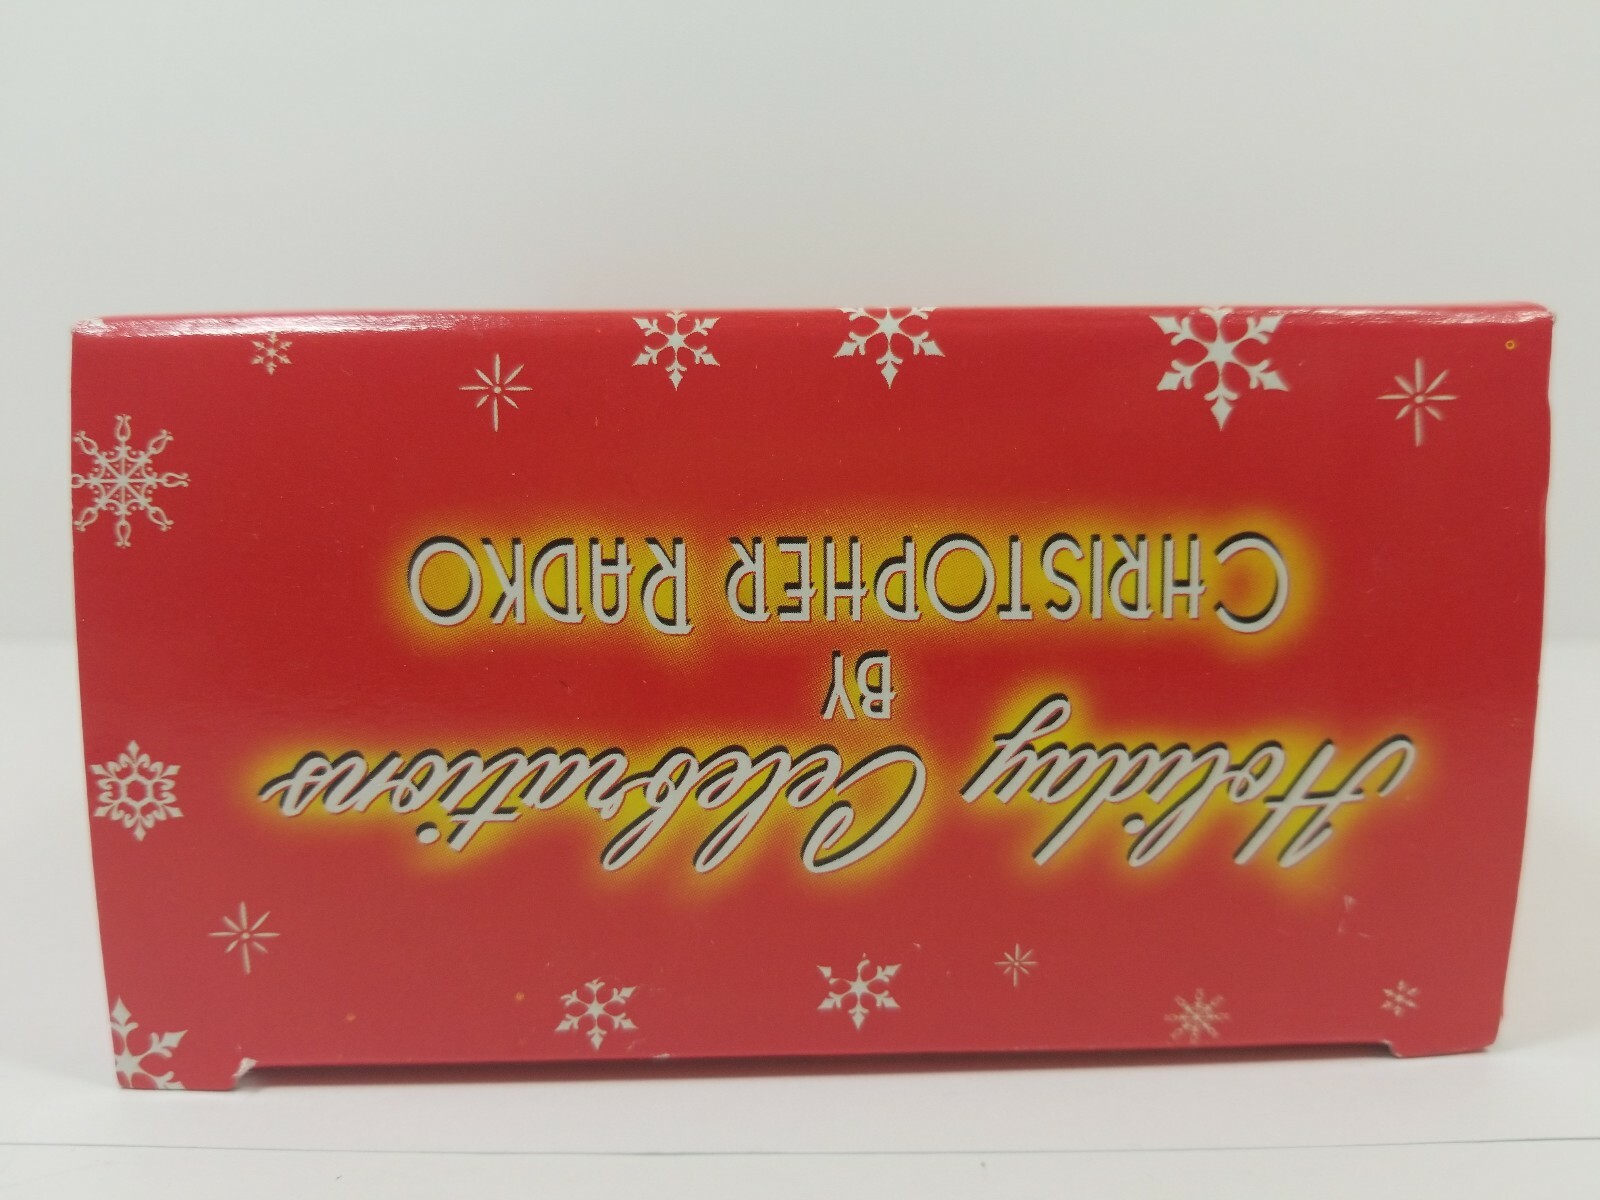 Holiday Celebrations
BY
CHRISTOPHER RADKO